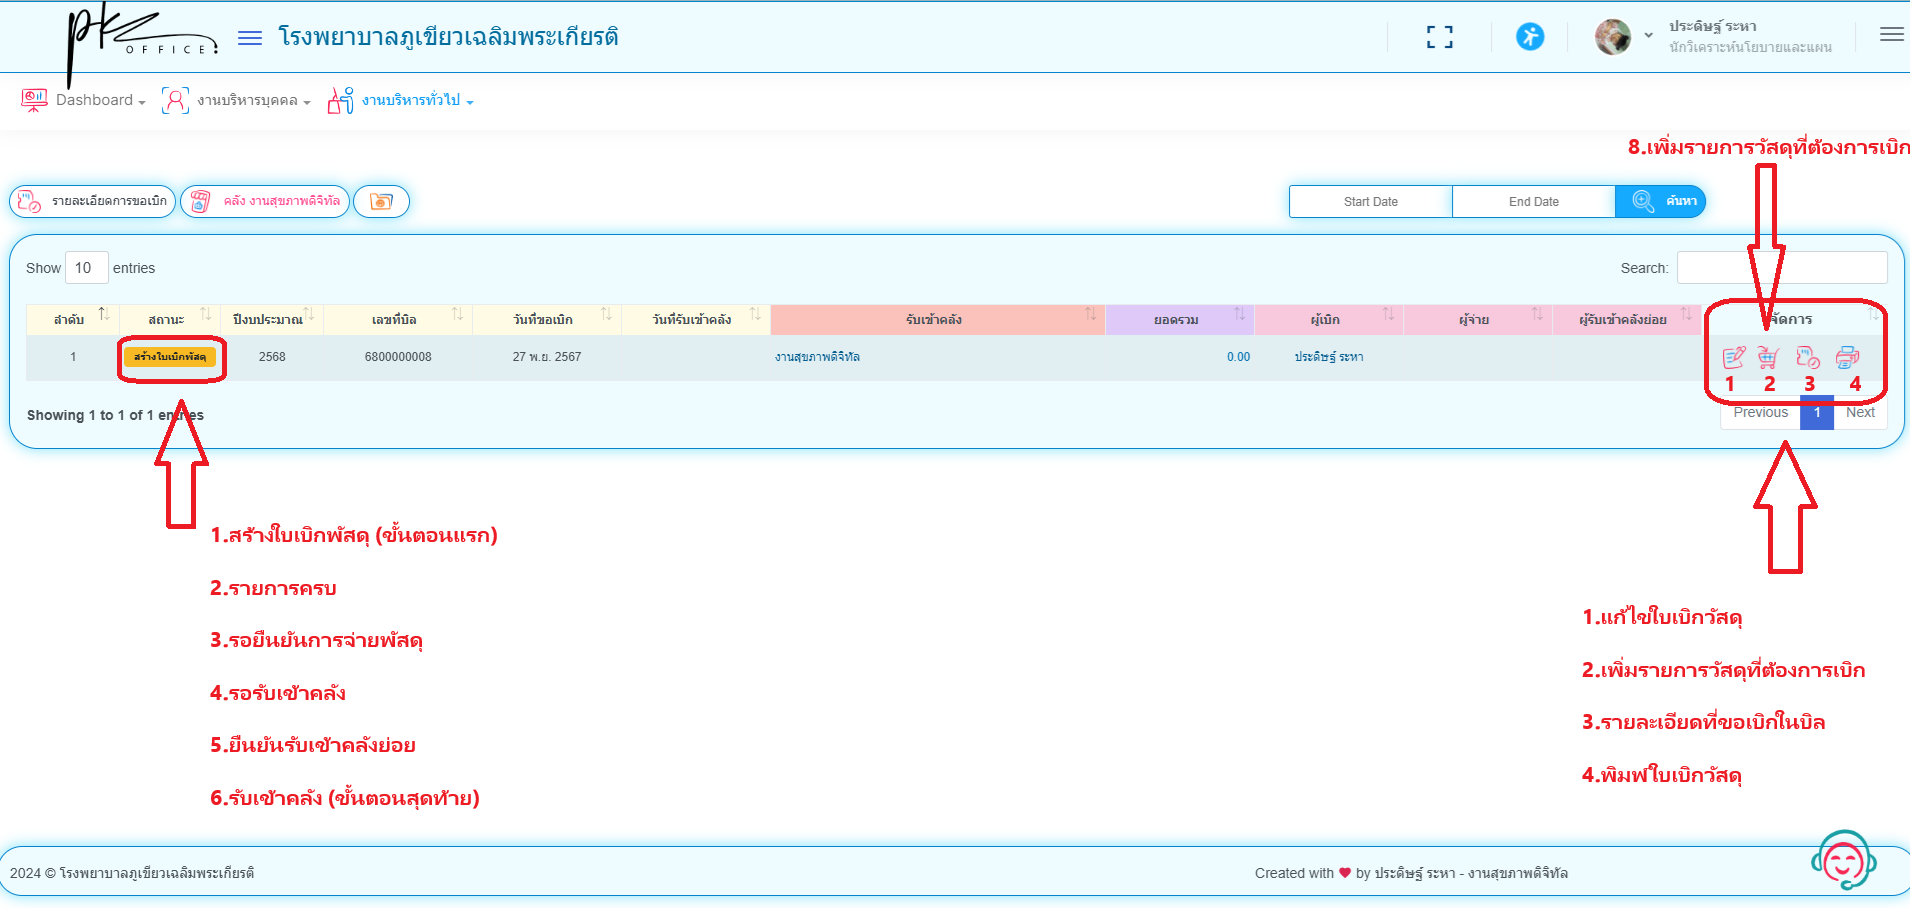 pk OFFICE
โรงพยาบาลภูเขียวเฉลิมพระเกียรติ
ประดิษฐ์ ระหา
นักวิเคราะห์นโยบายและแผน
Dashboard
งานบริหารบุคคล
งานบริหารทั่วไป
8.เพิ่มรายการวัสดุที่ต้องการเบิก
รายละเอียดการขอเบิก
คลัง งานสุขภาพดิจิทัล
Start Date
End Date
ค้นหา
Show 10 entries
Search:
ลำดับ สถานะ ปีงบประมาณ เลขที่บิล วันที่ขอเบิก วันที่รับเข้าคลัง รับเข้าคลัง ยอดรวม ผู้เบิก ผู้จ่าย ผู้รับเข้าคลังย่อย จัดการ
1 สร้างใบเบิกพัสดุ 2568 6800000008 27 พ.ย. 2567 งานสุขภาพดิจิทัล 0.00 ประดิษฐ์ ระหา
1 2 3 4
Showing 1 to 1 of 1 entries
Previous 1 Next
1.สร้างใบเบิกพัสดุ (ขั้นตอนแรก)
2.รายการครบ
3.รอยืนยันการจ่ายพัสดุ
4.รอรับเข้าคลัง
5.ยืนยันรับเข้าคลังย่อย
6.รับเข้าคลัง (ขั้นตอนสุดท้าย)
1.แก้ไขใบเบิกวัสดุ
2.เพิ่มรายการวัสดุที่ต้องการเบิก
3.รายละเอียดที่ขอเบิกในบิล
4.พิมพ์ใบเบิกวัสดุ
2024 © โรงพยาบาลภูเขียวเฉลิมพระเกียรติ
Created with ❤ by ประดิษฐ์ ระหา - งานสุขภาพดิจิทัล